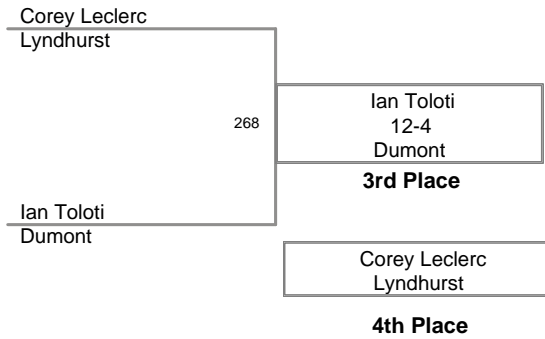 Corey Leclerc
Lyndhurst
268
Ian Toloti
12-4
Dumont
3rd Place
Ian Toloti
Dumont
Corey Leclerc
Lyndhurst
4th Place